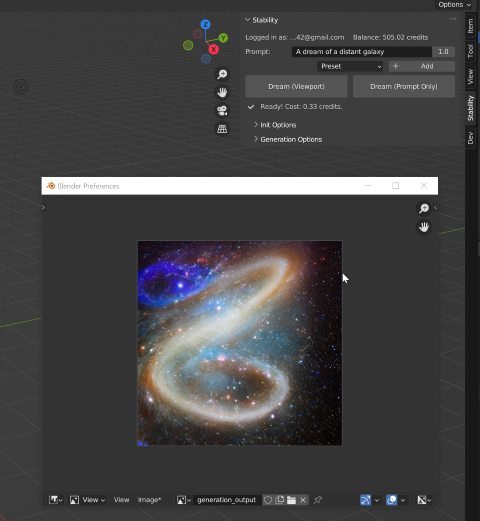 Options
Stability
Logged in as: ...42@gmail.com Balance: 505.02 credits
Prompt: A dream of a distant galaxy 1.0
Preset + Add
Dream (Viewport) Dream (Prompt Only)
Ready! Cost: 0.33 credits.
Init Options
Generation Options
Item
Tool
View
Stability
Dev
Z
Y
X
Blender Preferences
View View Image* generation_output